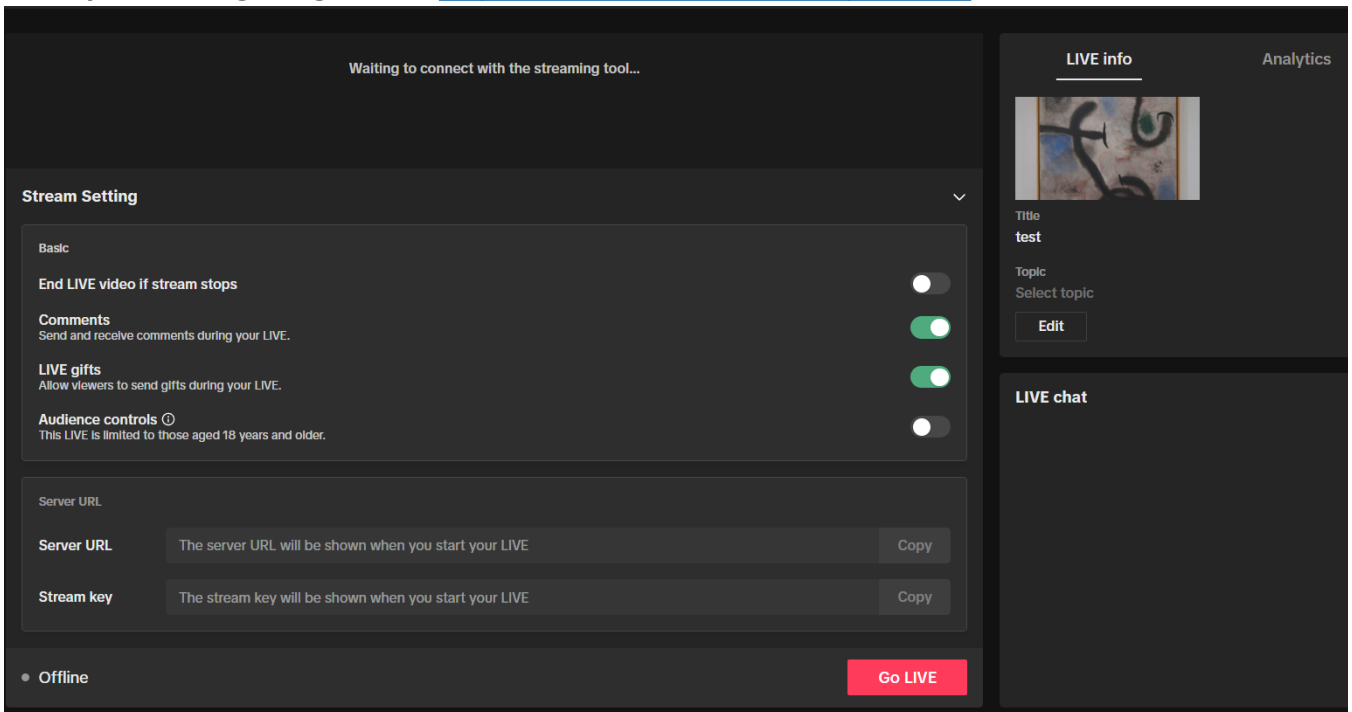 Waiting to connect with the streaming tool...
Stream Setting
Basic
End LIVE video if stream stops
Comments
Send and receive comments during your LIVE.
LIVE gifts
Allow viewers to send gifts during your LIVE.
Audience controls
This LIVE is limited to those aged 18 years and older.
Server URL
Server URL The server URL will be shown when you start your LIVE Copy
Stream key The stream key will be shown when you start your LIVE Copy
Offline Go LIVE
LIVE info Analytics
Title
test
Topic
Select topic
Edit
LIVE chat